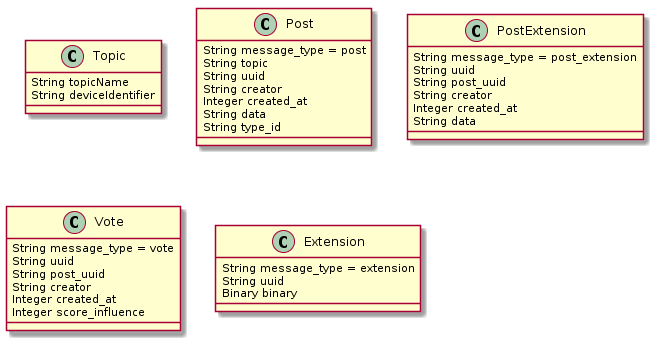 C Topic
String topicName
String deviceIdentifier
C Post
String message_type = post
String topic
String uuid
String creator
Integer created_at
String data
String type_id
C PostExtension
String message_type = post_extension
String uuid
String post_uuid
String creator
Integer created_at
String data
C Vote
String message_type = vote
String uuid
String post_uuid
String creator
Integer created_at
Integer score_influence
C Extension
String message_type = extension
String uuid
Binary binary